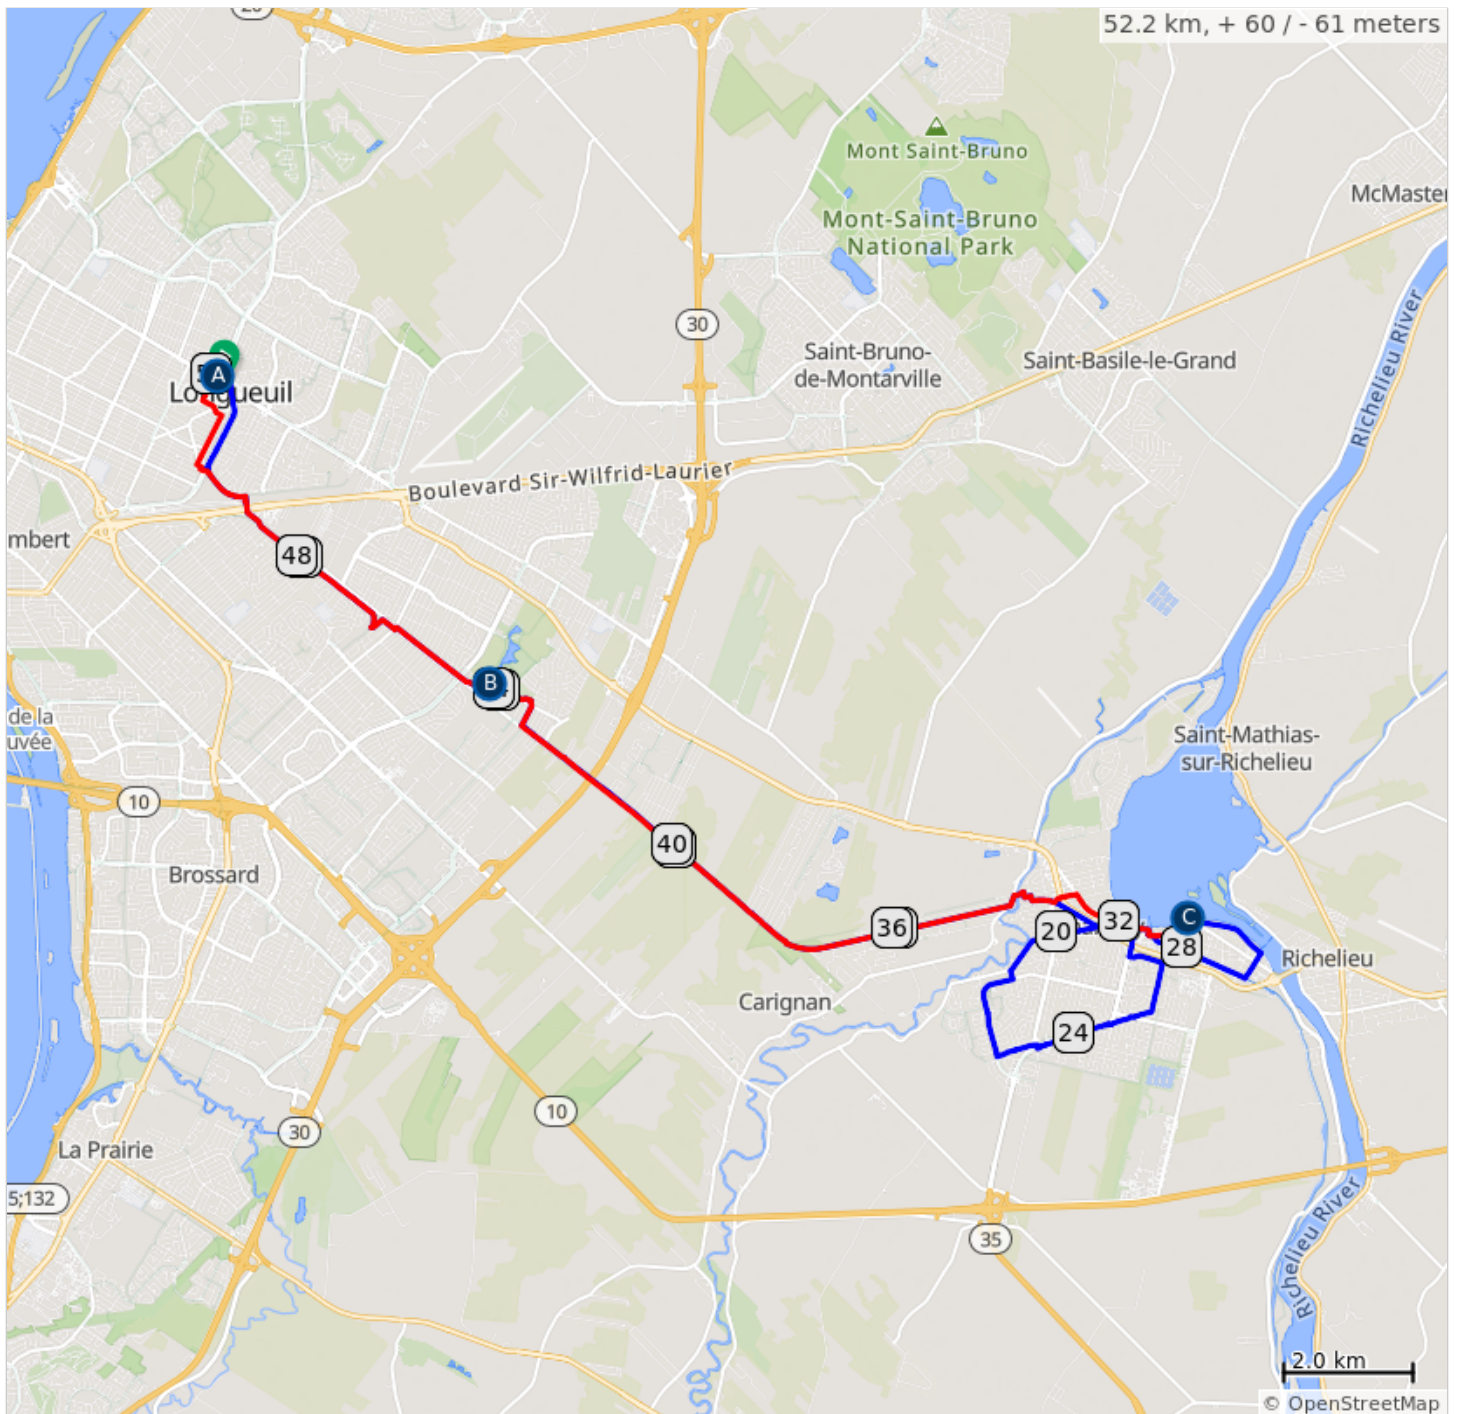 52.2 km, + 60 / - 61 meters
Mont Saint-Bruno
McMaster
Mont-Saint-Bruno
National Park
Richelieu River
30
Saint-Bruno-
de-Montarville
Saint-Basile-le-Grand
A
Longueuil
Boulevard Sir-Wilfrid-Laurier
mbert
48
B
de la
uvée
Saint-Mathias-
sur-Richelieu
10
40
Brossard
36
32
C
20
28
Richelieu
Carignan
24
10
30
La Prairie
5;132
35
Richelieu River
2.0 km
© OpenStreetMap